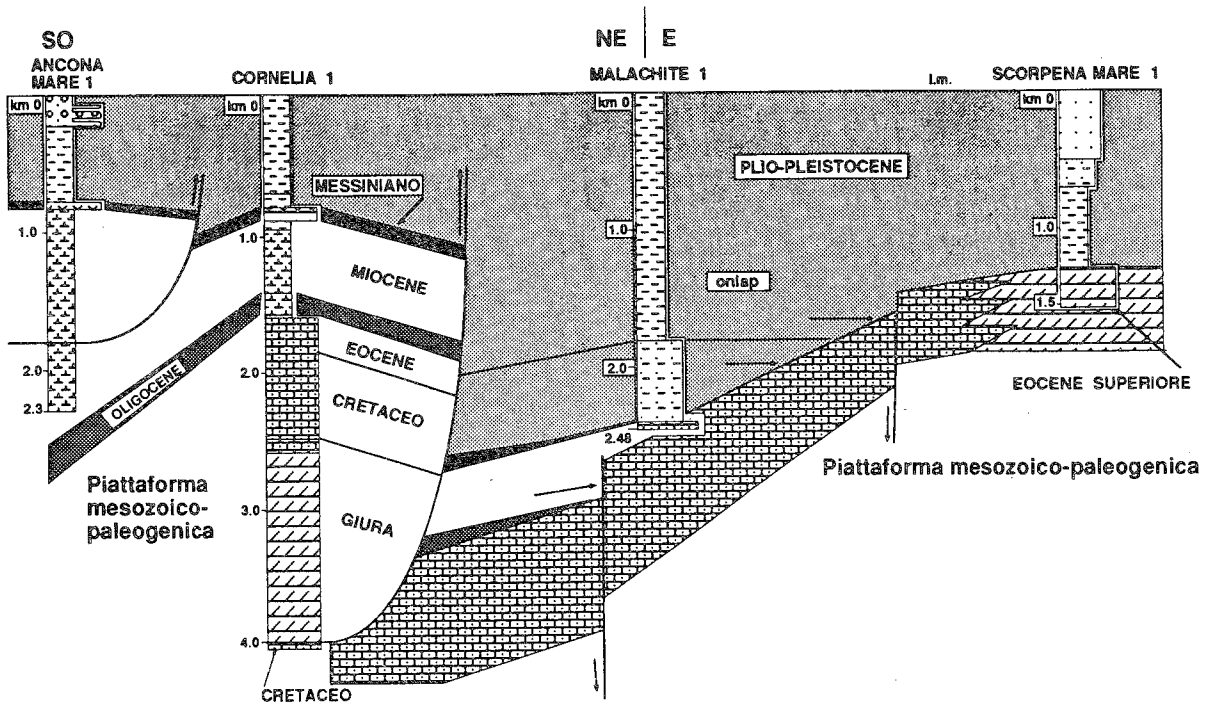 SO
NE E
ANCONA
MARE 1
CORNELIA 1
MALACHITE 1
l.m.
SCORPENA MARE 1
km 0
km 0
km 0
km 0
PLIO-PLEISTOCENE
MESSINIANO
1.0
1.0
1.0
1.0
MIOCENE
onlap
1.5
EOCENE
2.0
2.0
2.0
EOCENE SUPERIORE
OLIGOCENE
2.3
CRETACEO
2.48
Piattaforma mesozoico-paleogenica
Piattaforma
mesozoico-
paleogenica
3.0
GIURA
4.0
CRETACEO